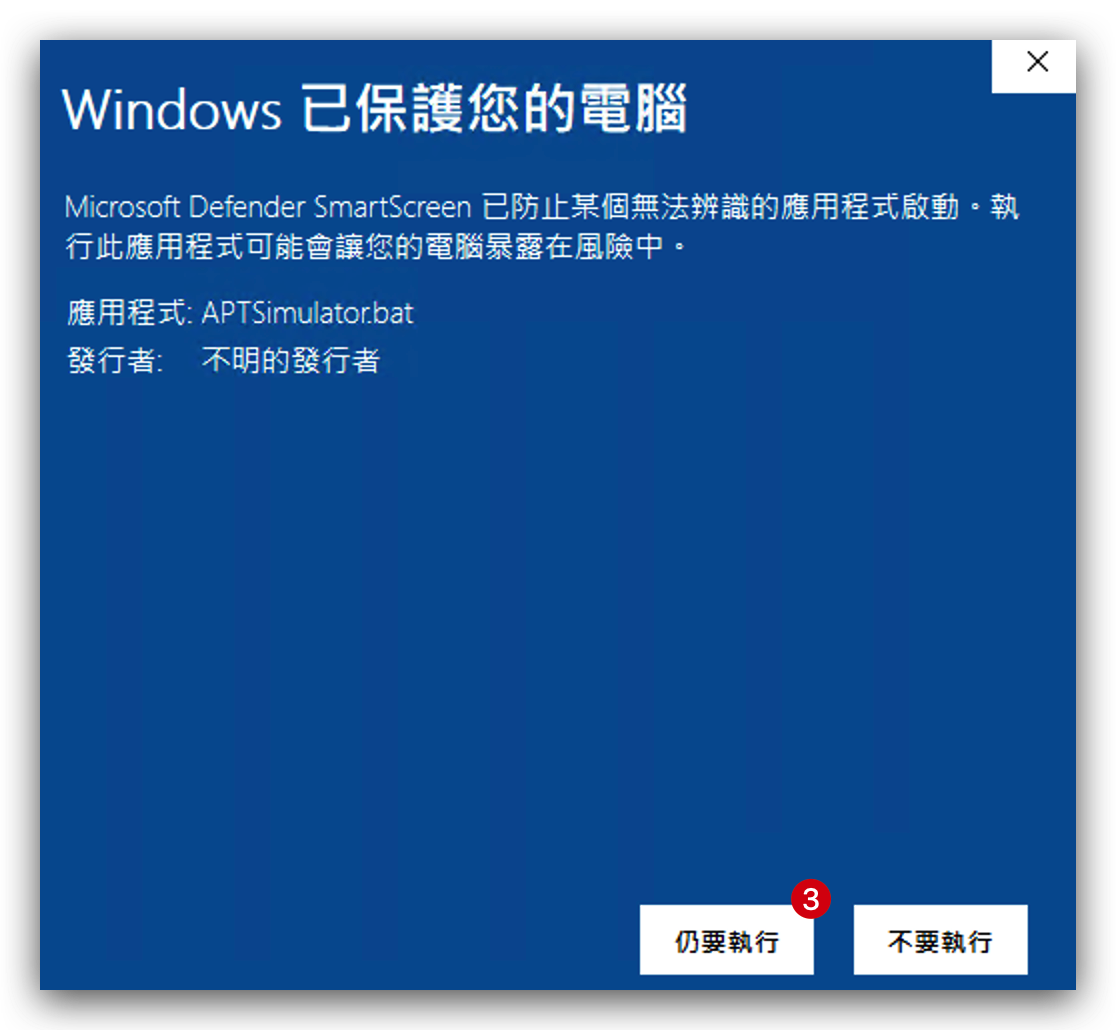 Windows 已保護您的電腦
Microsoft Defender SmartScreen 已防止某個無法辨識的應用程式啟動。執
行此應用程式可能會讓您的電腦暴露在風險中。
應用程式: APTSimulator.bat
發行者: 不明的發行者
3
仍要執行 不要執行